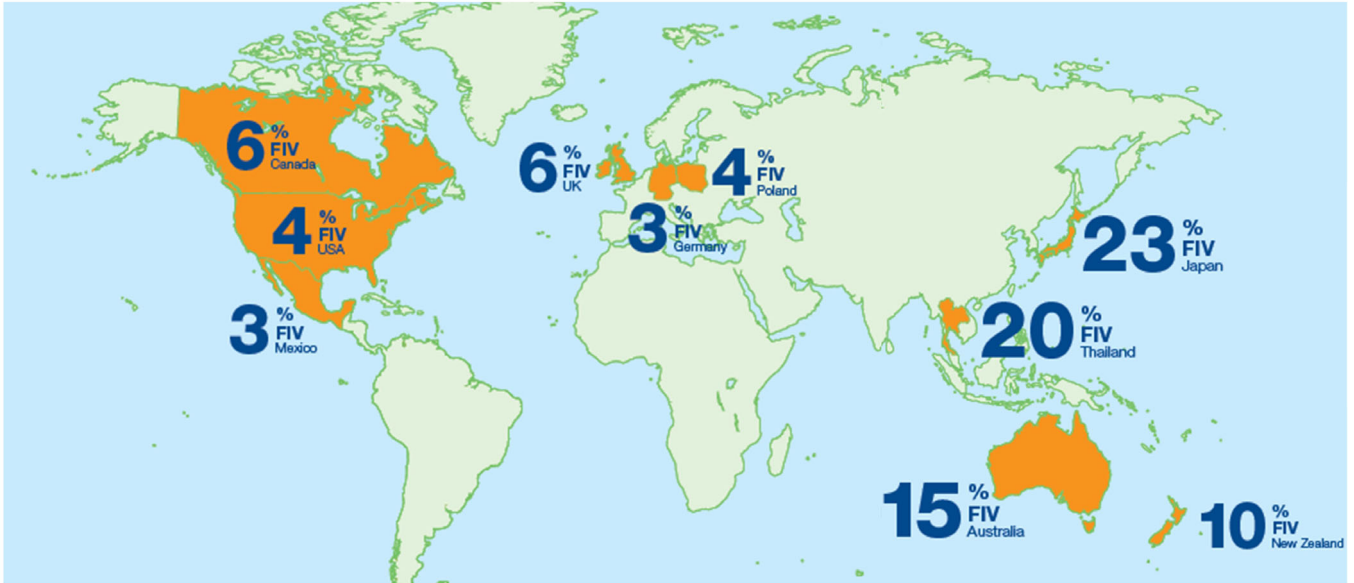 6 %
FIV
Canada
4 %
FIV
USA
3 %
FIV
Mexico
6 %
FIV
UK
4 %
FIV
Poland
3 %
FIV
Germany
23 %
FIV
Japan
20 %
FIV
Thailand
15 %
FIV
Australia
10 %
FIV
New Zealand